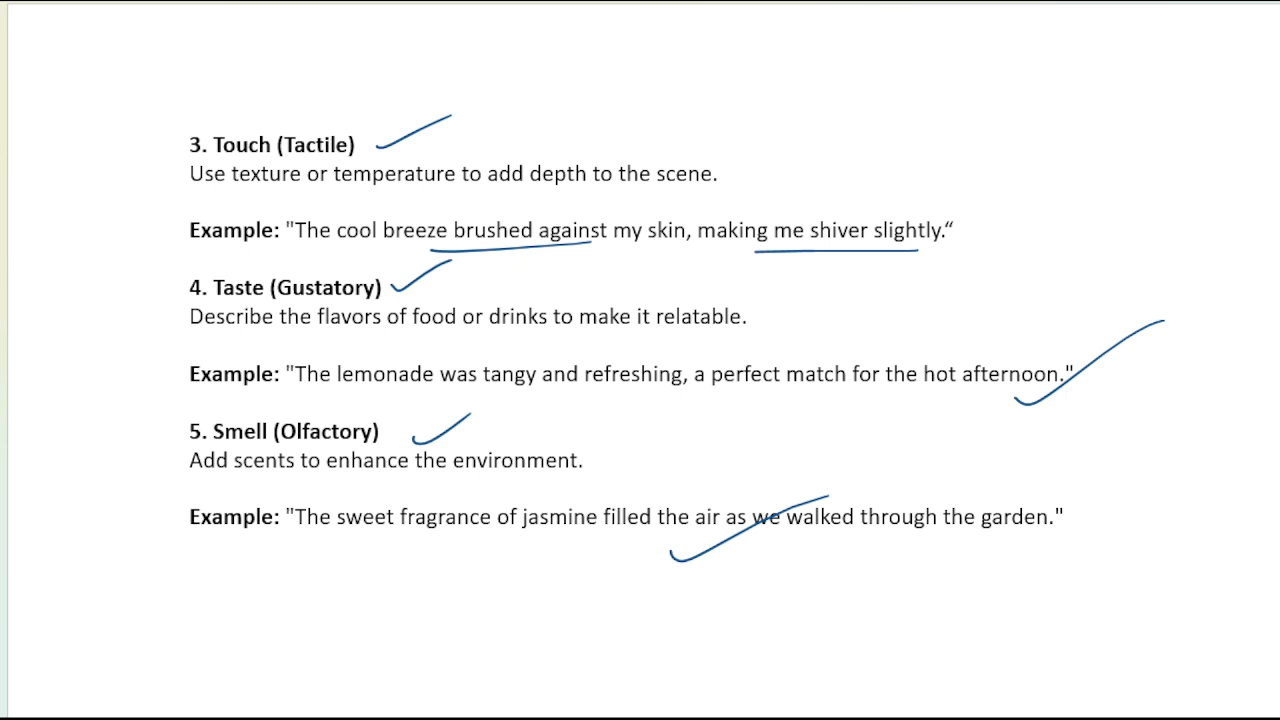 3. Touch (Tactile)
Use texture or temperature to add depth to the scene.
Example: "The cool breeze brushed against my skin, making me shiver slightly.“
4. Taste (Gustatory)
Describe the flavors of food or drinks to make it relatable.
Example: "The lemonade was tangy and refreshing, a perfect match for the hot afternoon."
5. Smell (Olfactory)
Add scents to enhance the environment.
Example: "The sweet fragrance of jasmine filled the air as we walked through the garden."